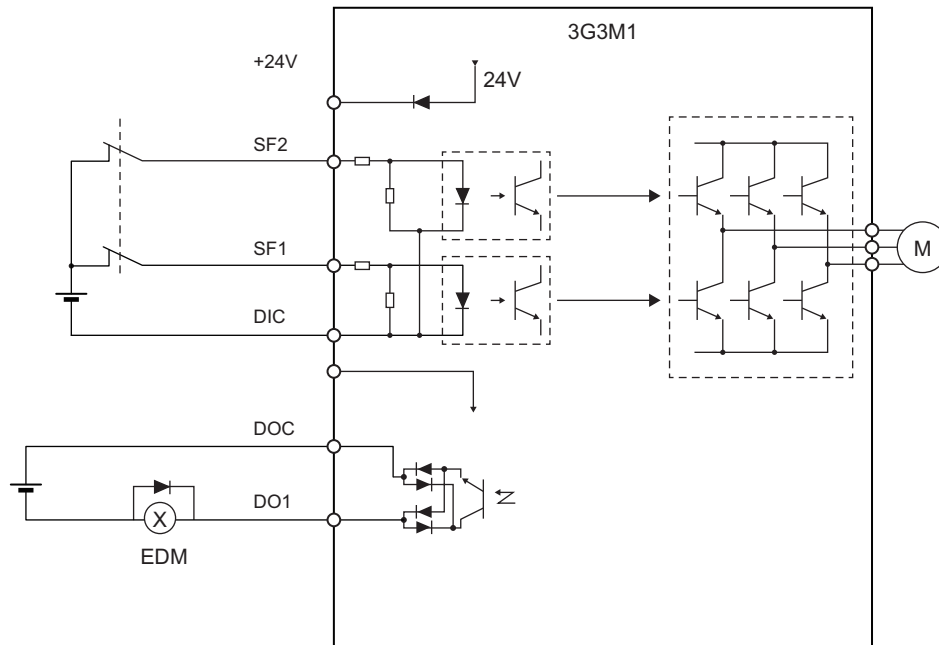 3G3M1
+24V
24V
SF2
SF1
M
DIC
DOC
DO1
X
EDM